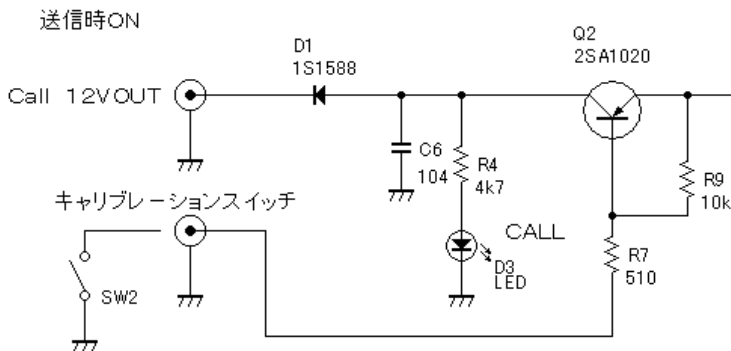 送信時ON
D1
1S1588
Q2
2SA1020
Call 12VOUT
C6
104
R4
4k7
R9
10k
キャリブレーションスイッチ
CALL
D3
LED
R7
510
SW2